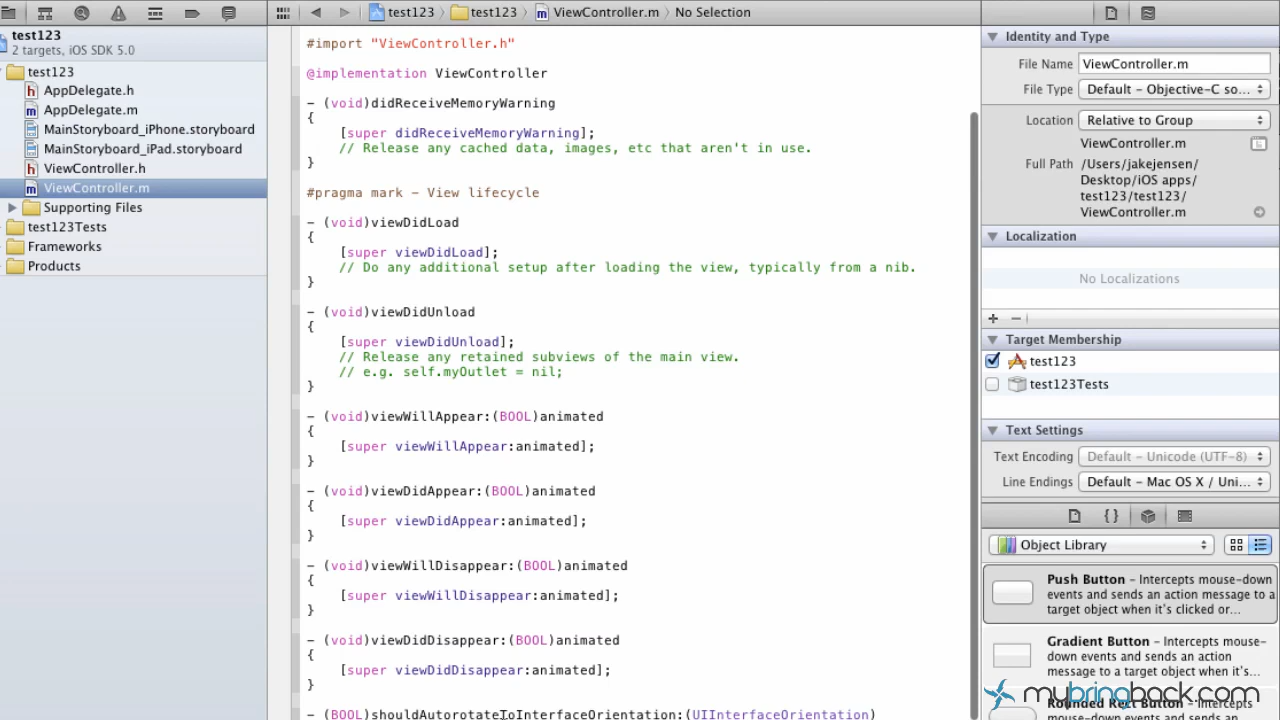 test123 test123 ViewController.m No Selection
test123
2 targets, iOS SDK 5.0
test123
AppDelegate.h
AppDelegate.m
MainStoryboard_iPhone.storyboard
MainStoryboard_iPad.storyboard
ViewController.h
ViewController.m
Supporting Files
test123Tests
Frameworks
Products
#import "ViewController.h"
@implementation ViewController
- (void)didReceiveMemoryWarning
{
[super didReceiveMemoryWarning];
// Release any cached data, images, etc that aren't in use.
}
#pragma mark - View lifecycle
- (void)viewDidLoad
{
[super viewDidLoad];
// Do any additional setup after loading the view, typically from a nib.
}
- (void)viewDidUnload
{
[super viewDidUnload];
// Release any retained subviews of the main view.
// e.g. self.myOutlet = nil;
}
- (void)viewWillAppear:(BOOL)animated
{
[super viewWillAppear:animated];
}
- (void)viewDidAppear:(BOOL)animated
{
[super viewDidAppear:animated];
}
- (void)viewWillDisappear:(BOOL)animated
{
[super viewWillDisappear:animated];
}
- (void)viewDidDisappear:(BOOL)animated
{
[super viewDidDisappear:animated];
}
- (BOOL)shouldAutorotateToInterfaceOrientation:(UIInterfaceOrientation)
Identity and Type
File Name ViewController.m
File Type Default - Objective-C so...
Location Relative to Group
ViewController.m
Full Path /Users/jakejensen/
Desktop/iOS apps/
test123/test123/
ViewController.m
Localization
No Localizations
+ −
Target Membership
test123
test123Tests
Text Settings
Text Encoding Default - Unicode (UTF-8)
Line Endings Default - Mac OS X / Uni...
{ }
Object Library
Push Button - Intercepts mouse-down
events and sends an action message to a
target object when it's clicked or...
Gradient Button - Intercepts mouse-
down events and sends an action
message to a target object when it's...
mybringback.com
Rounded Rect Button - Intercepts
mouse-down events and sends an